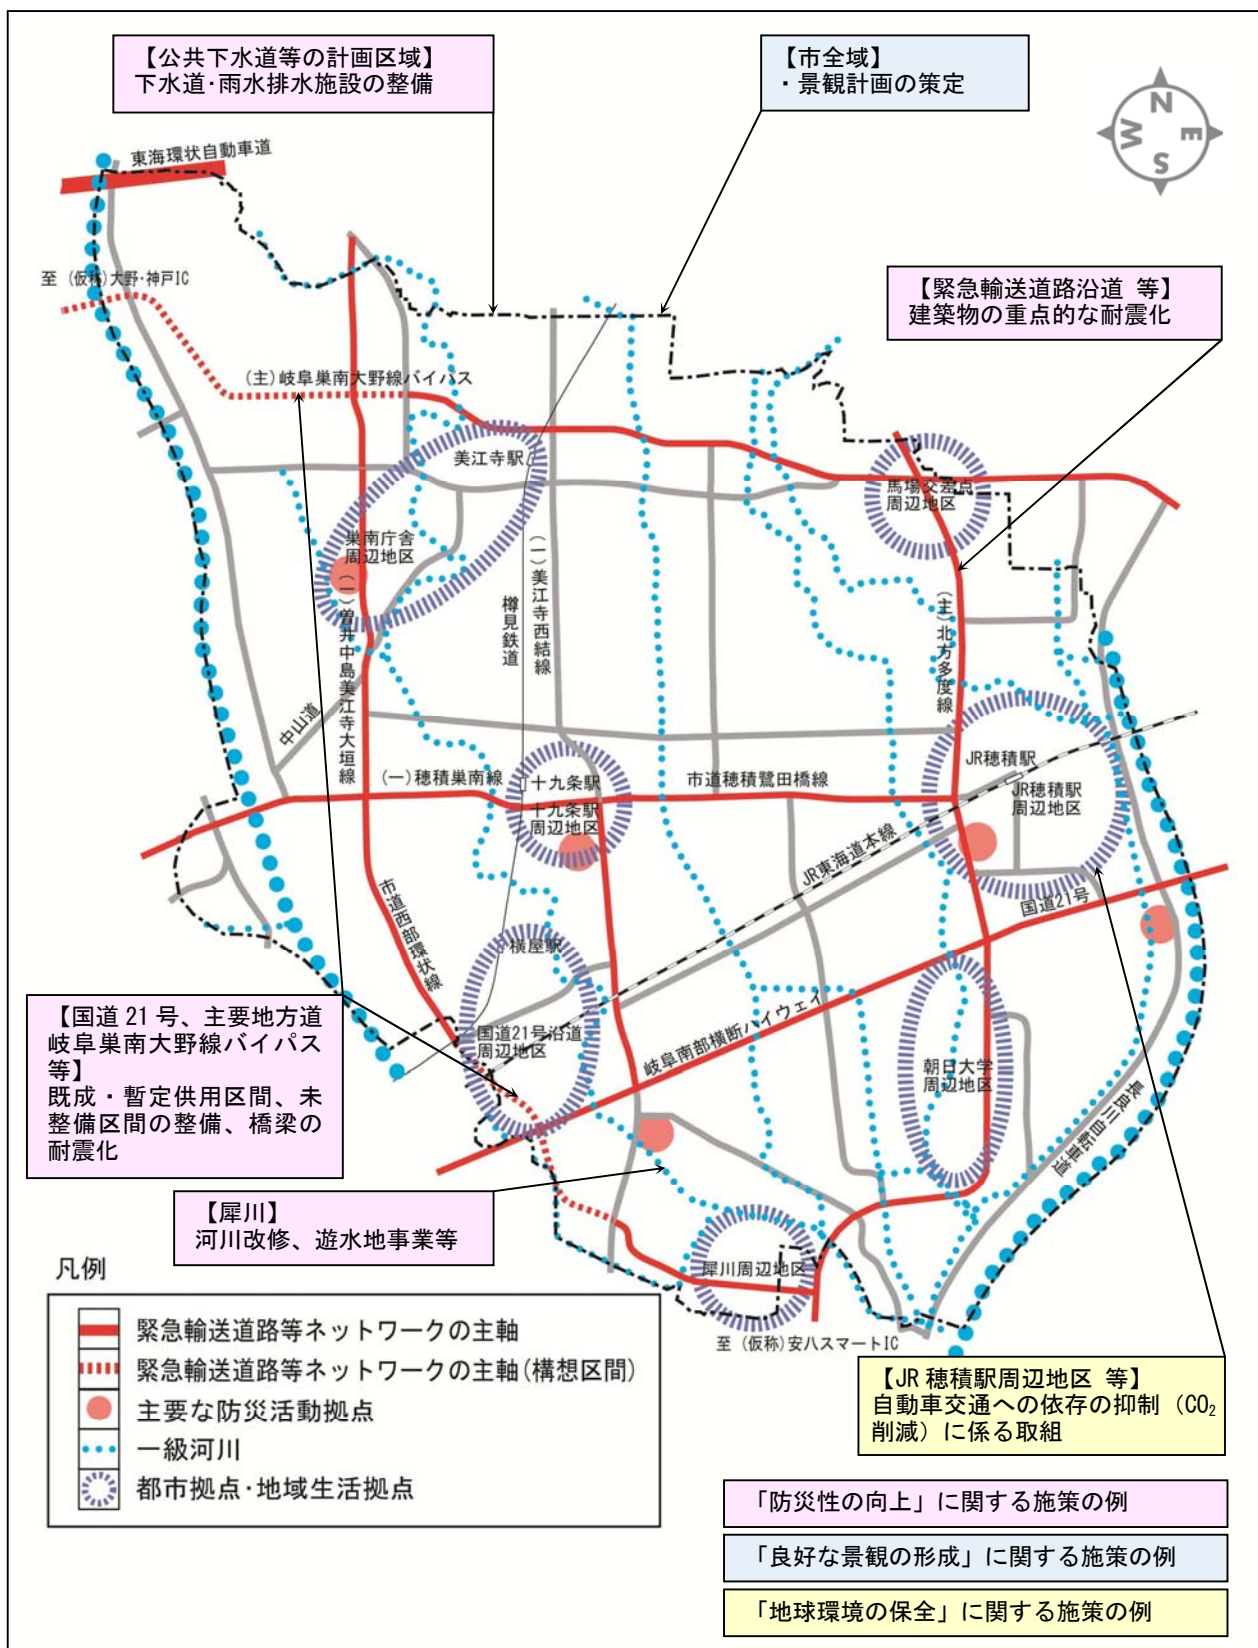 【公共下水道等の計画区域】
下水道・雨水排水施設の整備
【市全域】
・景観計画の策定
N
W
E
S
東海環状自動車道
至 (仮称)大野・神戸IC
【緊急輸送道路沿道 等】
建築物の重点的な耐震化
(主)岐阜巣南大野線バイパス
美江寺駅
馬場交差点
周辺地区
巣南庁舎
周辺地区
(一)曽井中島美江寺大垣線
樽見鉄道
(一)美江寺西結線
(主)北方多度線
中山道
(一)穂積巣南線
十九条駅
十九条駅
周辺地区
市道穂積鷺田橋線
JR穂積駅
JR穂積駅
周辺地区
JR東海道本線
国道21号
市道西部環状線
横屋駅
国道21号沿道
周辺地区
岐阜南部横断ハイウェイ
朝日大学
周辺地区
長良川自転車道
【国道 21 号、主要地方道
岐阜巣南大野線バイパス
等】
既成・暫定供用区間、未
整備区間の整備、橋梁の
耐震化
【犀川】
河川改修、遊水地事業等
犀川周辺地区
至 (仮称)安八スマートIC
凡例
緊急輸送道路等ネットワークの主軸
緊急輸送道路等ネットワークの主軸(構想区間)
主要な防災活動拠点
一級河川
都市拠点・地域生活拠点
【JR 穂積駅周辺地区 等】
自動車交通への依存の抑制（CO₂
削減）に係る取組
「防災性の向上」に関する施策の例
「良好な景観の形成」に関する施策の例
「地球環境の保全」に関する施策の例